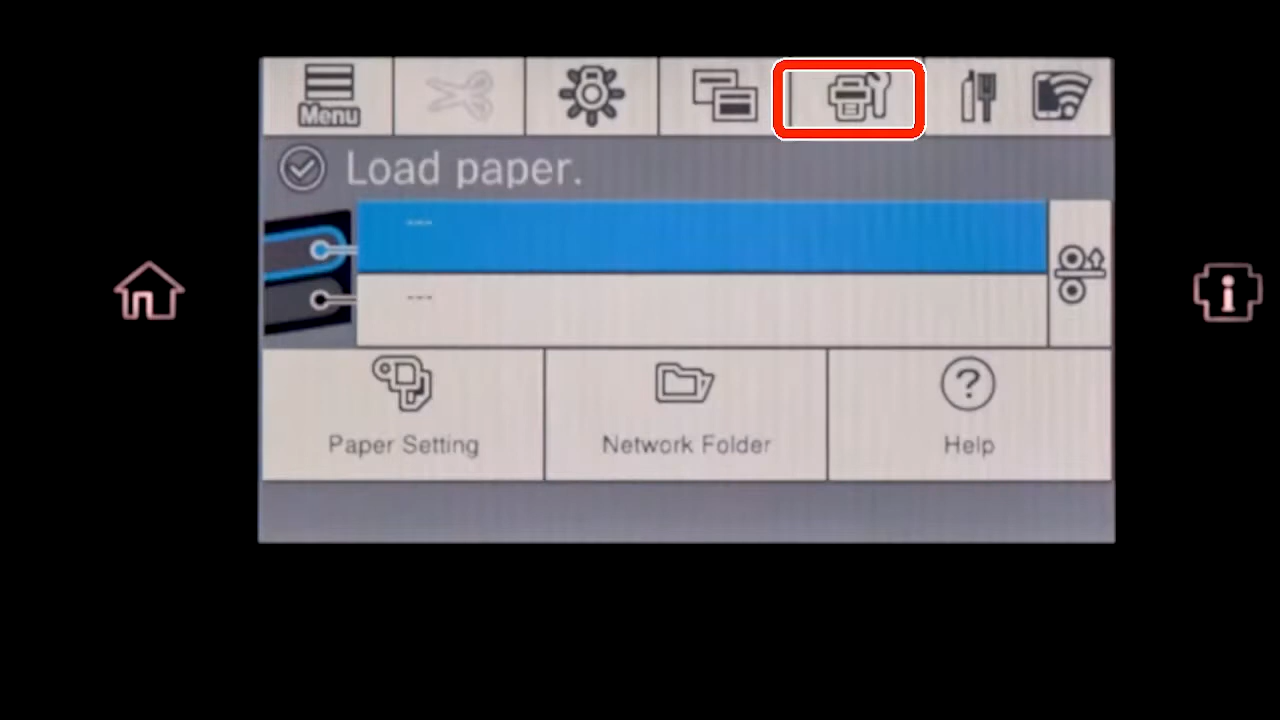 Menu
Load paper.
---
---
Paper Setting
Network Folder
Help